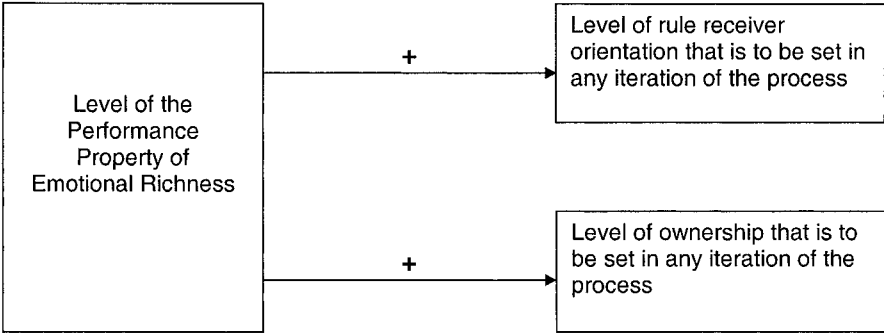 Level of the
Performance
Property of
Emotional Richness
+
Level of rule receiver
orientation that is to be set in
any iteration of the process
+
Level of ownership that is to
be set in any iteration of the
process